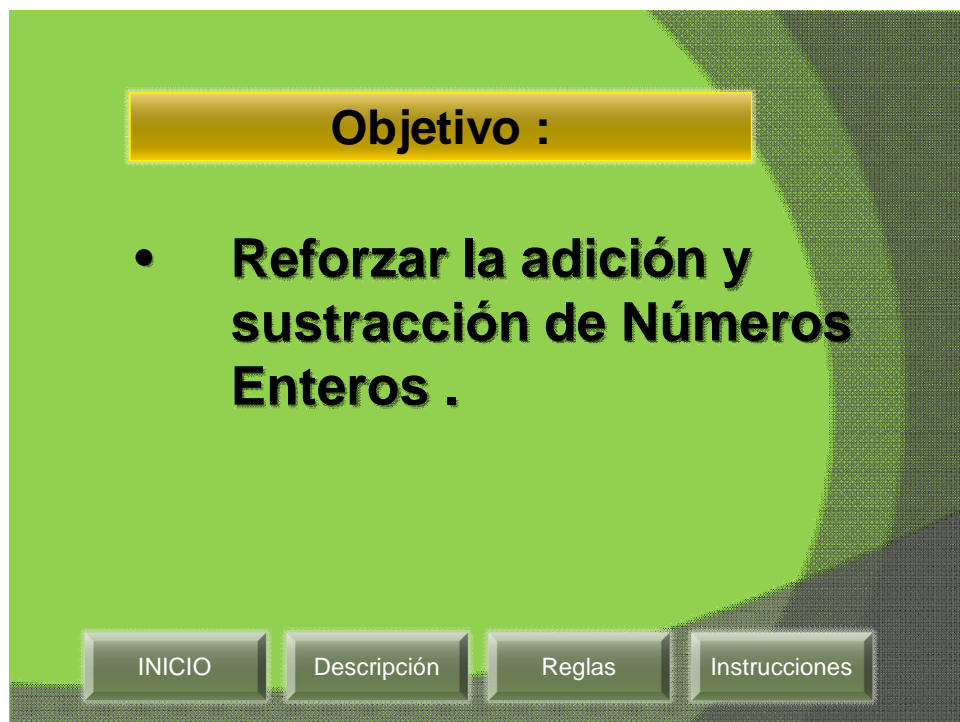 Objetivo :
• Reforzar la adición y
sustracción de Números
Enteros .
INICIO Descripción Reglas Instrucciones